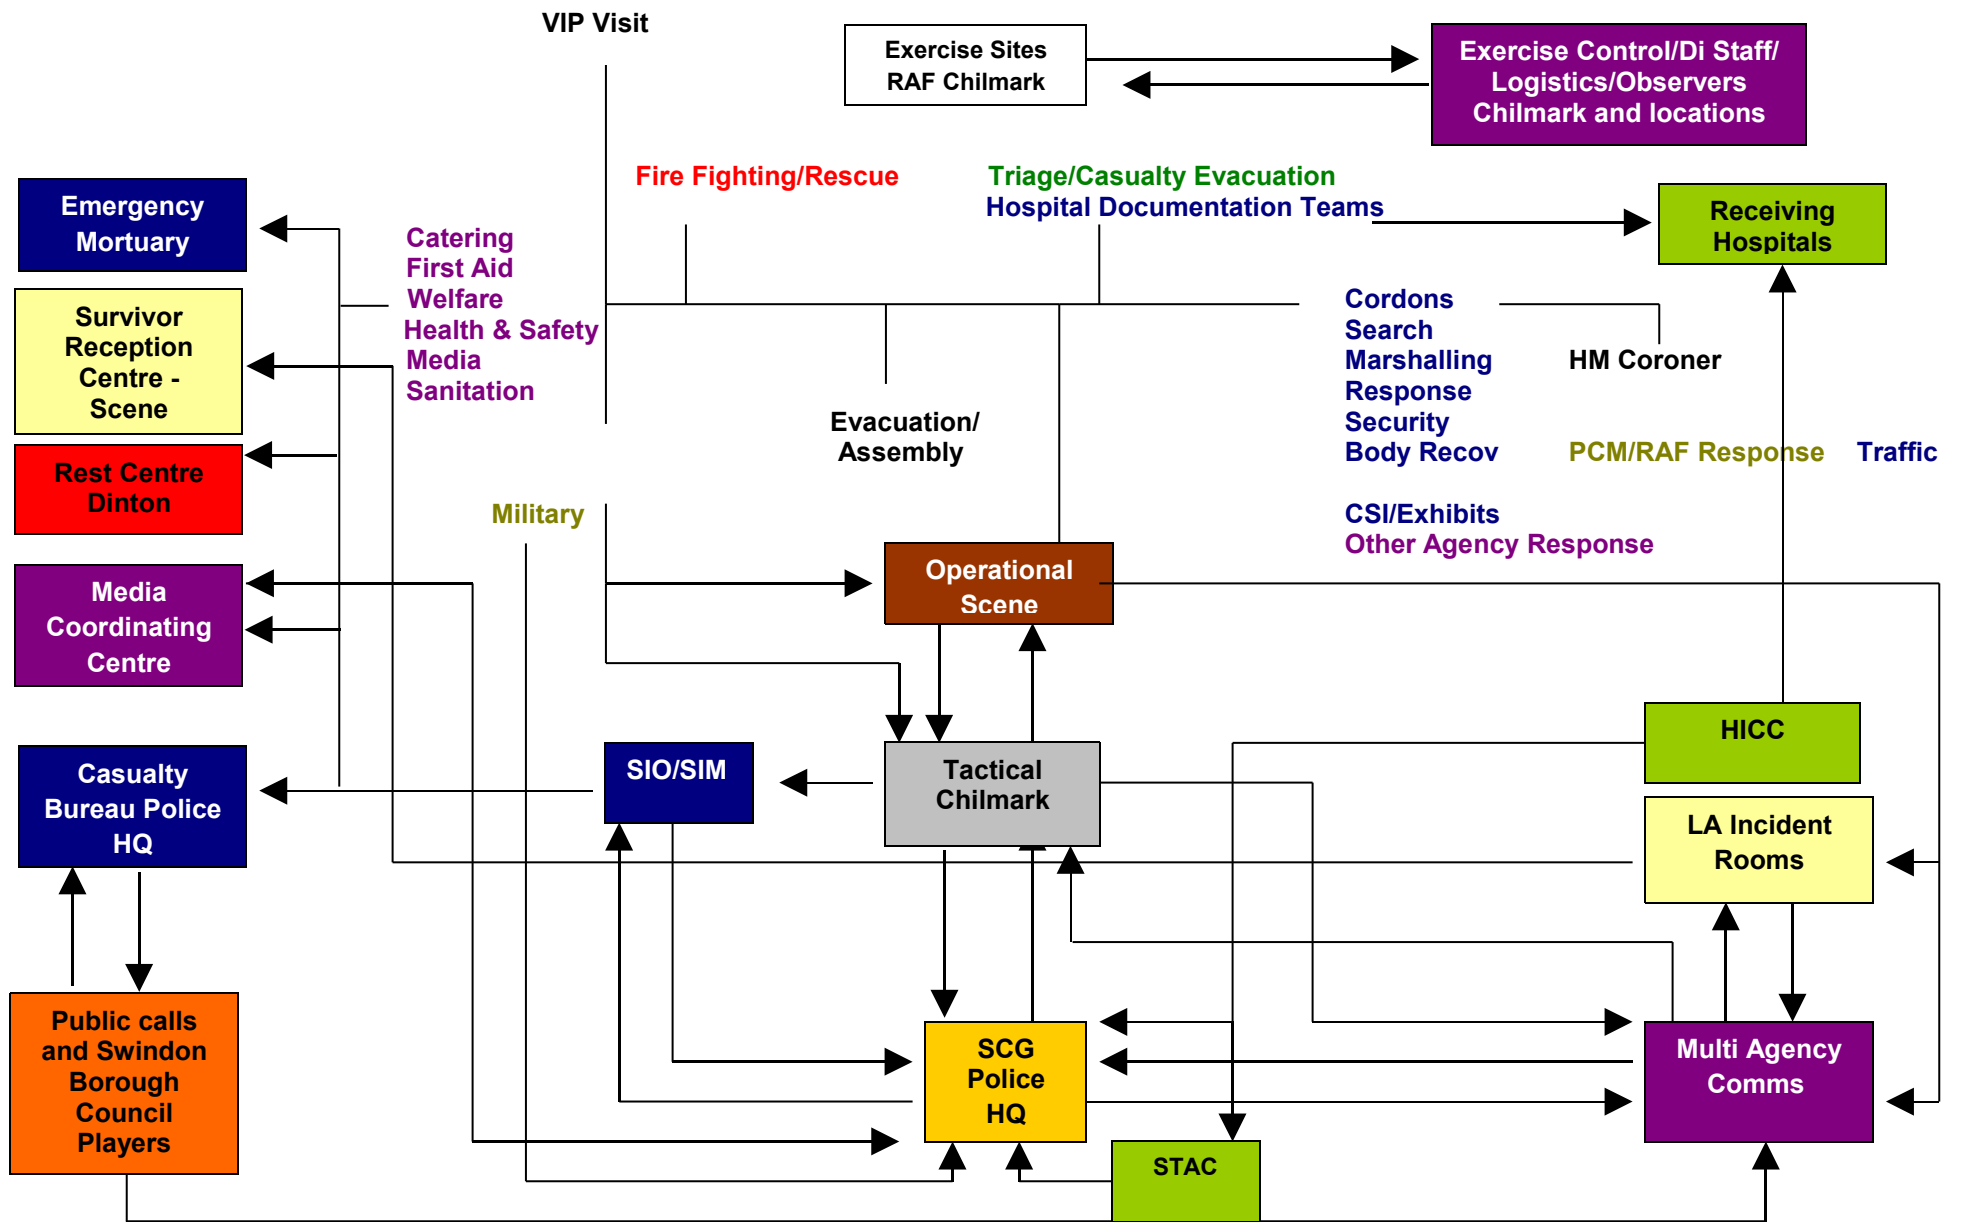 VIP Visit
Exercise Sites
RAF Chilmark
Exercise Control/Di Staff/
Logistics/Observers
Chilmark and locations
Fire Fighting/Rescue
Triage/Casualty Evacuation
Hospital Documentation Teams
Receiving
Hospitals
Emergency
Mortuary
Catering
First Aid
Welfare
Health & Safety
Media
Sanitation
Survivor
Reception
Centre -
Scene
Cordons
Search
Marshalling
Response
Security
Body Recov
HM Coroner
Evacuation/
Assembly
PCM/RAF Response
Traffic
Rest Centre
Dinton
Military
CSI/Exhibits
Other Agency Response
Operational
Scene
Media
Coordinating
Centre
HICC
Casualty
Bureau Police
HQ
SIO/SIM
Tactical
Chilmark
LA Incident
Rooms
Public calls
and Swindon
Borough
Council
Players
SCG
Police
HQ
Multi Agency
Comms
STAC